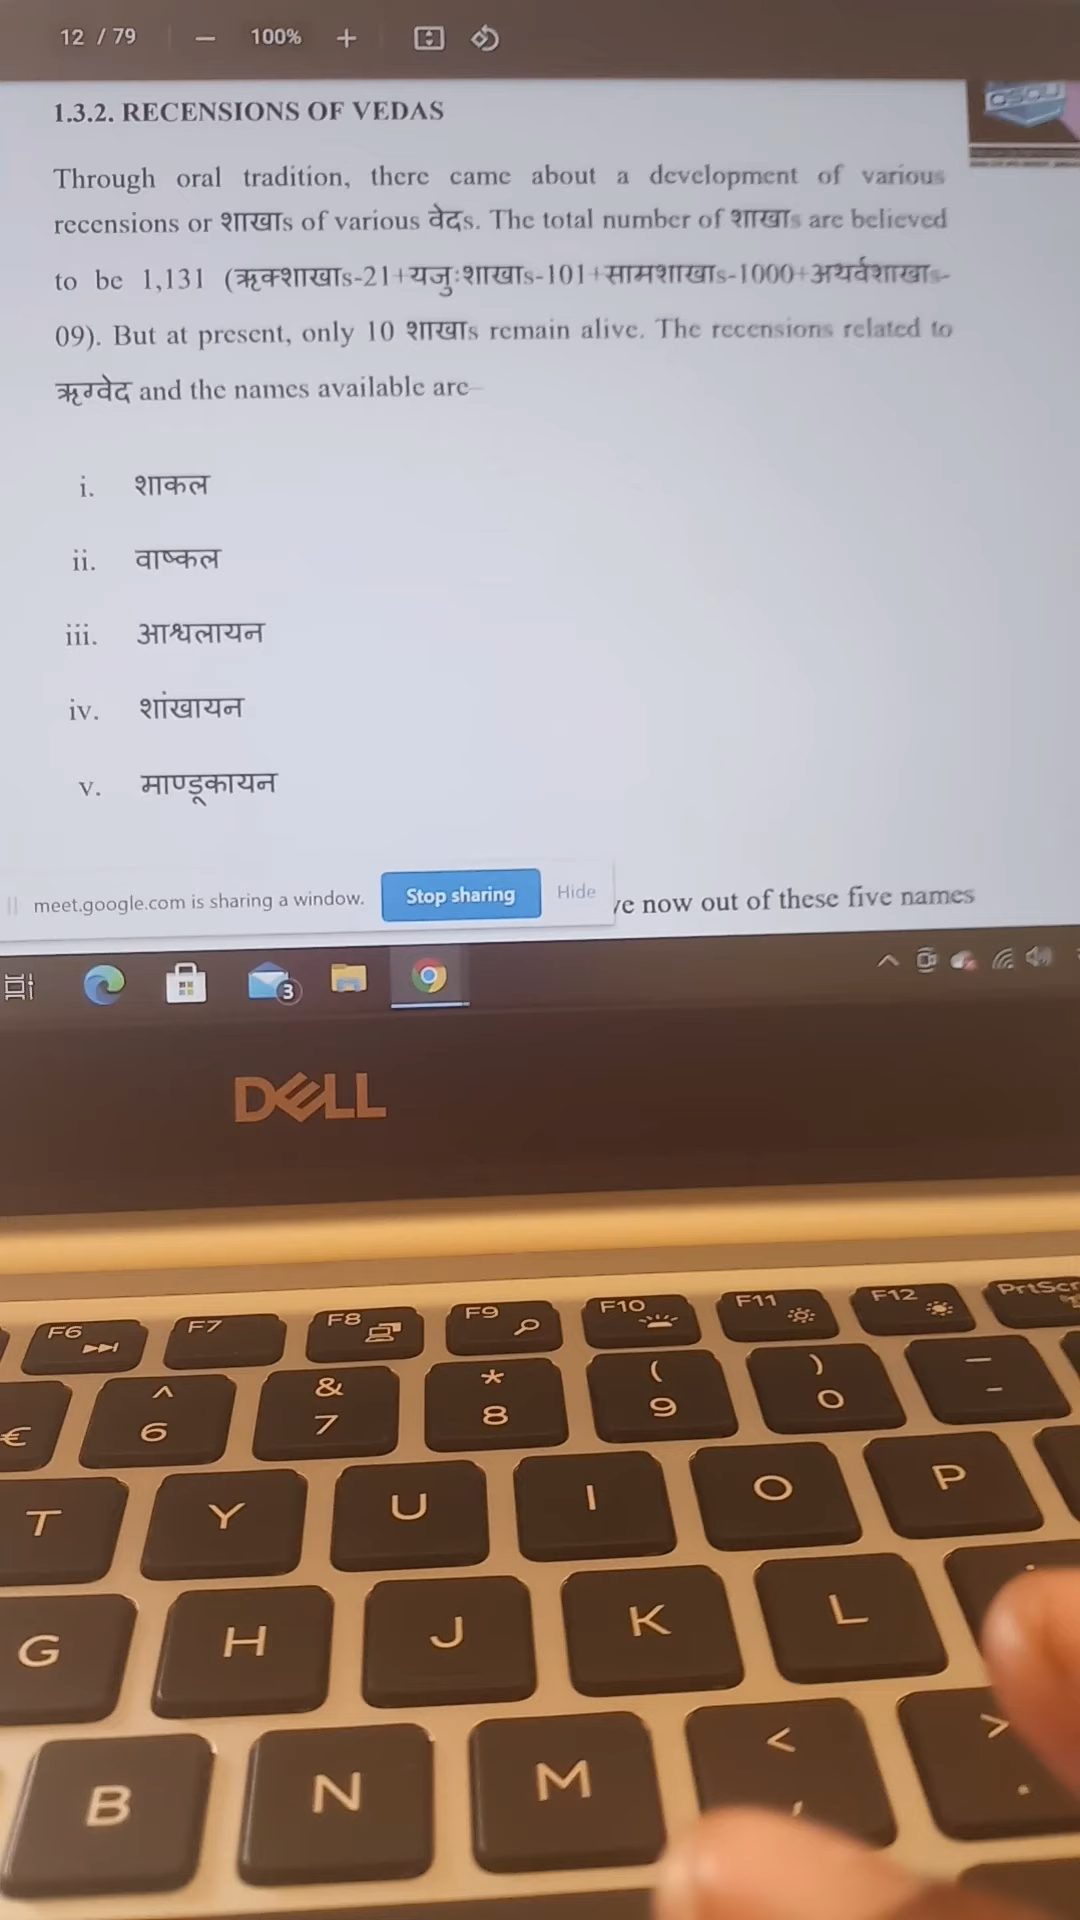 12 / 79 — 100% +
1.3.2. RECENSIONS OF VEDAS
Through oral tradition, there came about a development of various
recensions or शाखाs of various वेदs. The total number of शाखाs are believed
to be 1,131 (ऋक्शाखाs-21+यजुःशाखाs-101+सामशाखाs-1000+अथर्वशाखाs-
09). But at present, only 10 शाखाs remain alive. The recensions related to
ऋग्वेद and the names available are–
i. शाकल
ii. वाष्कल
iii. आश्वलायन
iv. शांखायन
v. माण्डूकायन
meet.google.com is sharing a window. Stop sharing Hide
now out of these five names
3
DELL
F6 F7 F8 F9 F10 F11 F12 PrtScr
€ ^ 6 & 7 * 8 ( 9 ) 0 — -
T Y U I O P
G H J K L
B N M < , > .